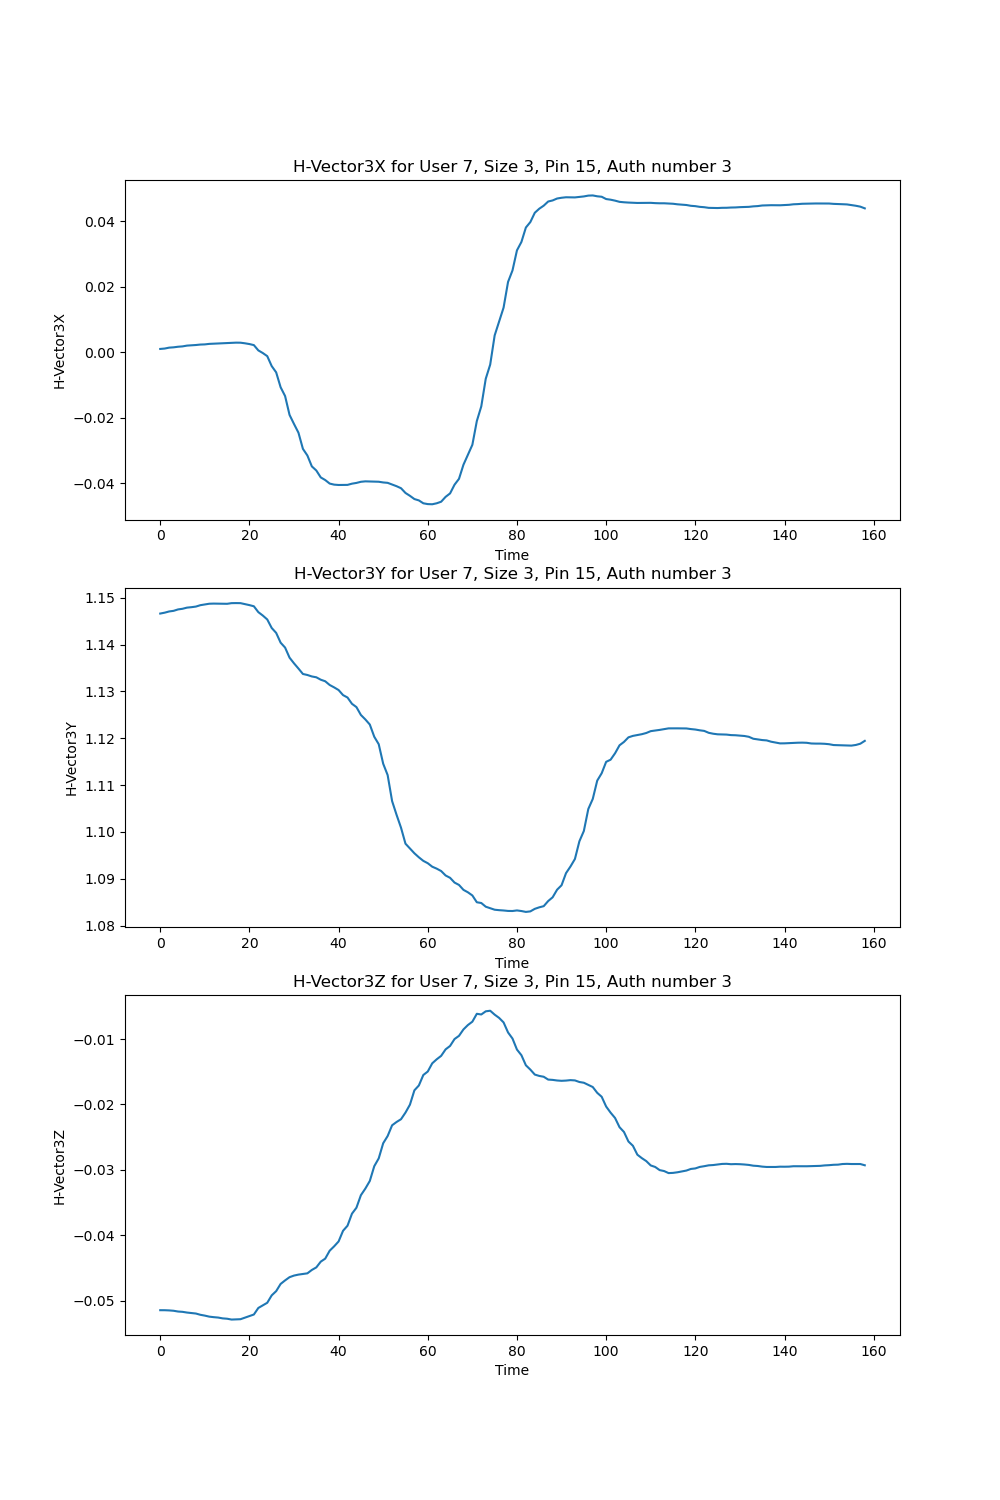 H-Vector3X for User 7, Size 3, Pin 15, Auth number 3
H-Vector3X
0.04
0.02
0.00
−0.02
−0.04
0 20 40 60 80 100 120 140 160
Time
H-Vector3Y for User 7, Size 3, Pin 15, Auth number 3
H-Vector3Y
1.15
1.14
1.13
1.12
1.11
1.10
1.09
1.08
0 20 40 60 80 100 120 140 160
Time
H-Vector3Z for User 7, Size 3, Pin 15, Auth number 3
H-Vector3Z
−0.01
−0.02
−0.03
−0.04
−0.05
0 20 40 60 80 100 120 140 160
Time